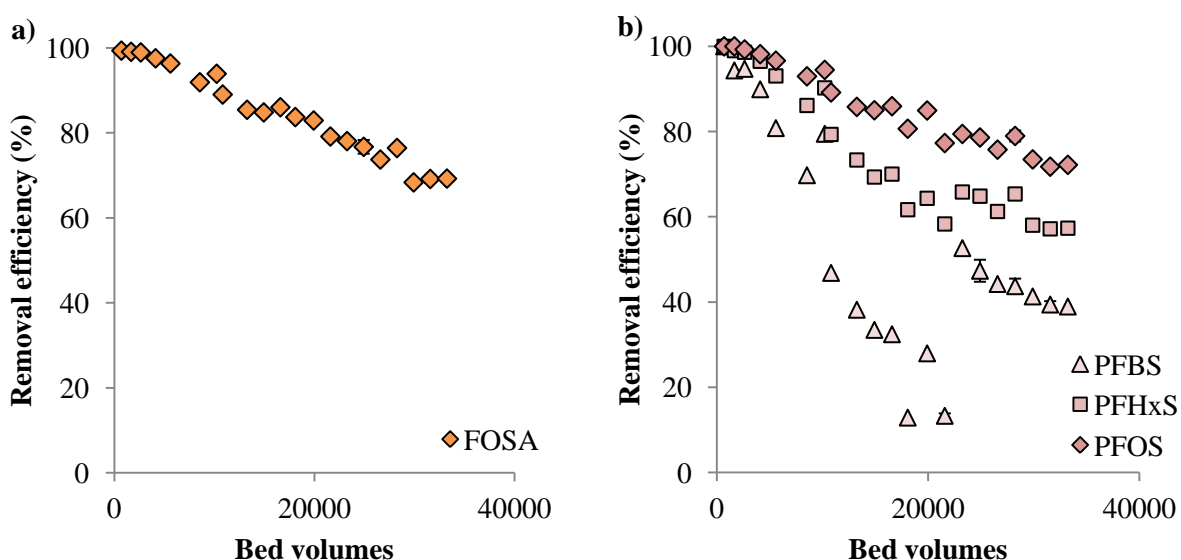 a)
Removal efficiency (%)
100
80
60
40
20
0
0 20000 40000
Bed volumes
FOSA
b)
Removal efficiency (%)
100
80
60
40
20
0
0 20000 40000
Bed volumes
PFBS
PFHxS
PFOS